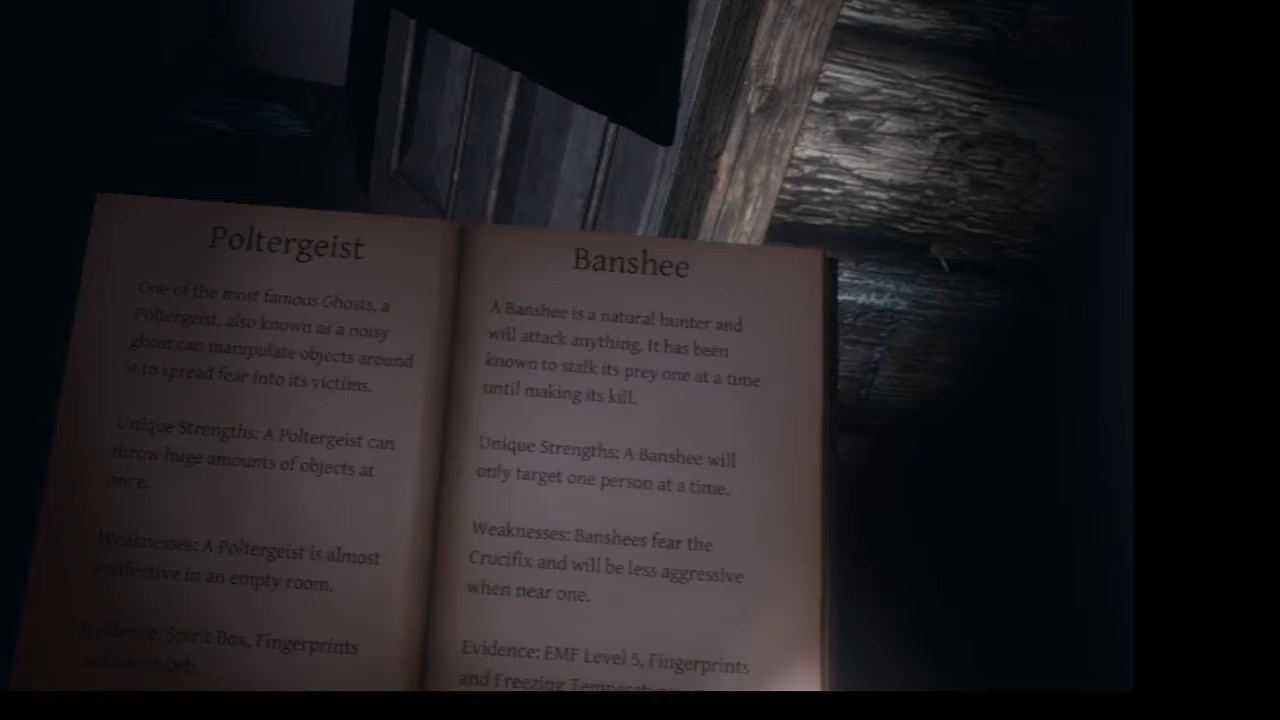 Poltergeist
One of the most famous Ghosts, a
Poltergeist, also known as a noisy
ghost can manipulate objects around
it to spread fear into its victims.
Unique Strengths: A Poltergeist can
throw huge amounts of objects at
once.
Weaknesses: A Poltergeist is almost
ineffective in an empty room.
Evidence: Spirit Box, Fingerprints
and Ghost Orb.
Banshee
A Banshee is a natural hunter and
will attack anything. It has been
known to stalk its prey one at a time
until making its kill.
Unique Strengths: A Banshee will
only target one person at a time.
Weaknesses: Banshees fear the
Crucifix and will be less aggressive
when near one.
Evidence: EMF Level 5, Fingerprints
and Freezing